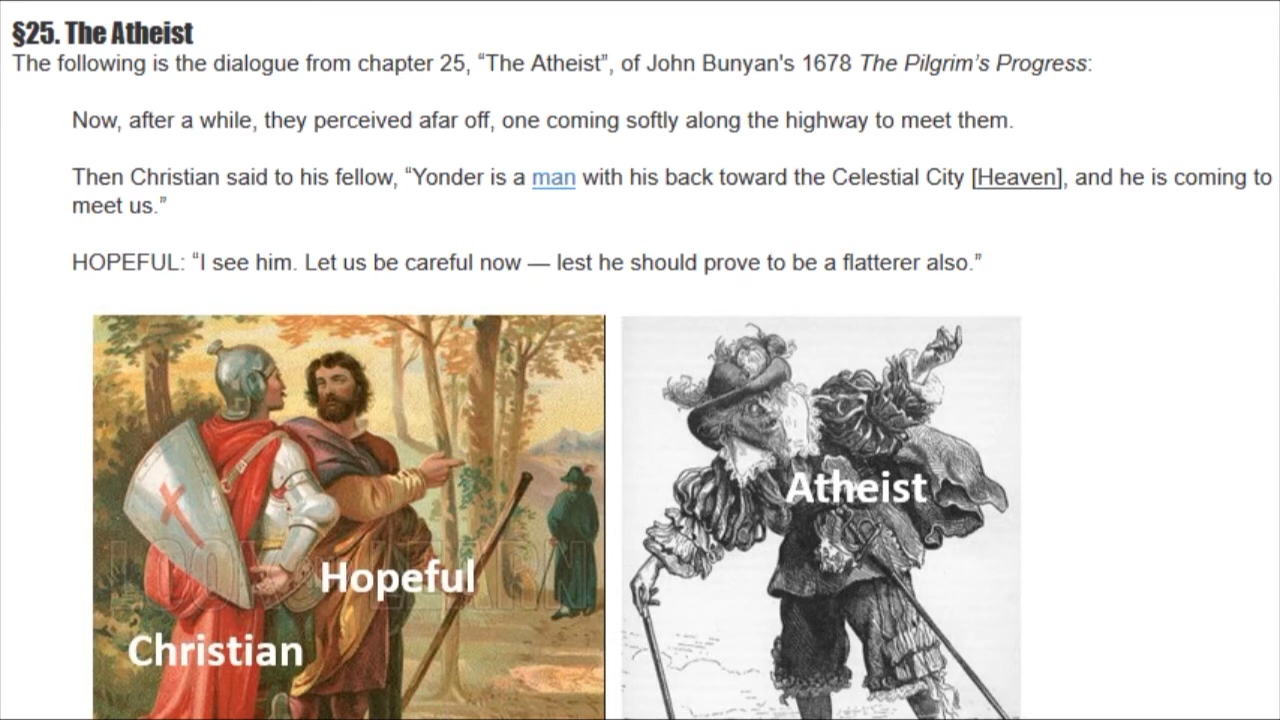 §25. The Atheist
The following is the dialogue from chapter 25, “The Atheist”, of John Bunyan's 1678 The Pilgrim’s Progress:
Now, after a while, they perceived afar off, one coming softly along the highway to meet them.
Then Christian said to his fellow, “Yonder is a man with his back toward the Celestial City [Heaven], and he is coming to
meet us.”
HOPEFUL: “I see him. Let us be careful now — lest he should prove to be a flatterer also.”
Atheist
Hopeful
Christian